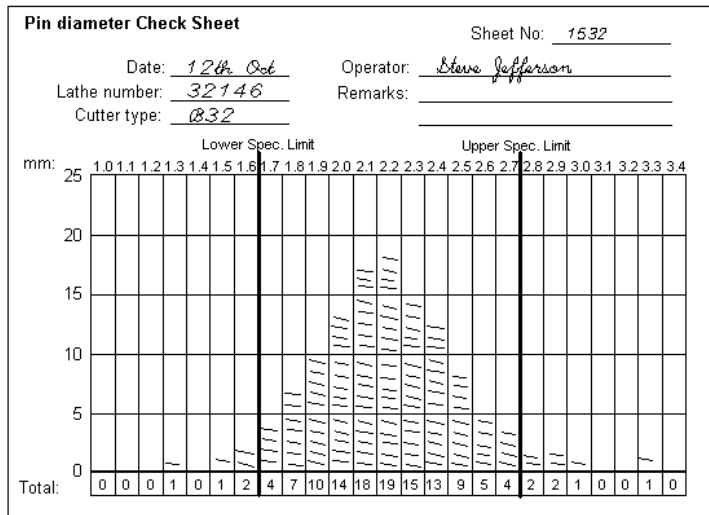 Pin diameter Check Sheet
Sheet No: 1532
Date: 12th Oct Operator: Steve Jefferson
Lathe number: 32146 Remarks:
Cutter type: B32
Lower Spec. Limit Upper Spec. Limit
mm: 1.0 1.1 1.2 1.3 1.4 1.5 1.6 1.7 1.8 1.9 2.0 2.1 2.2 2.3 2.4 2.5 2.6 2.7 2.8 2.9 3.0 3.1 3.2 3.3 3.4
25
20
15
10
5
0
Total: 0 0 0 1 0 1 2 4 7 10 14 18 19 15 13 9 5 4 2 2 1 0 0 1 0